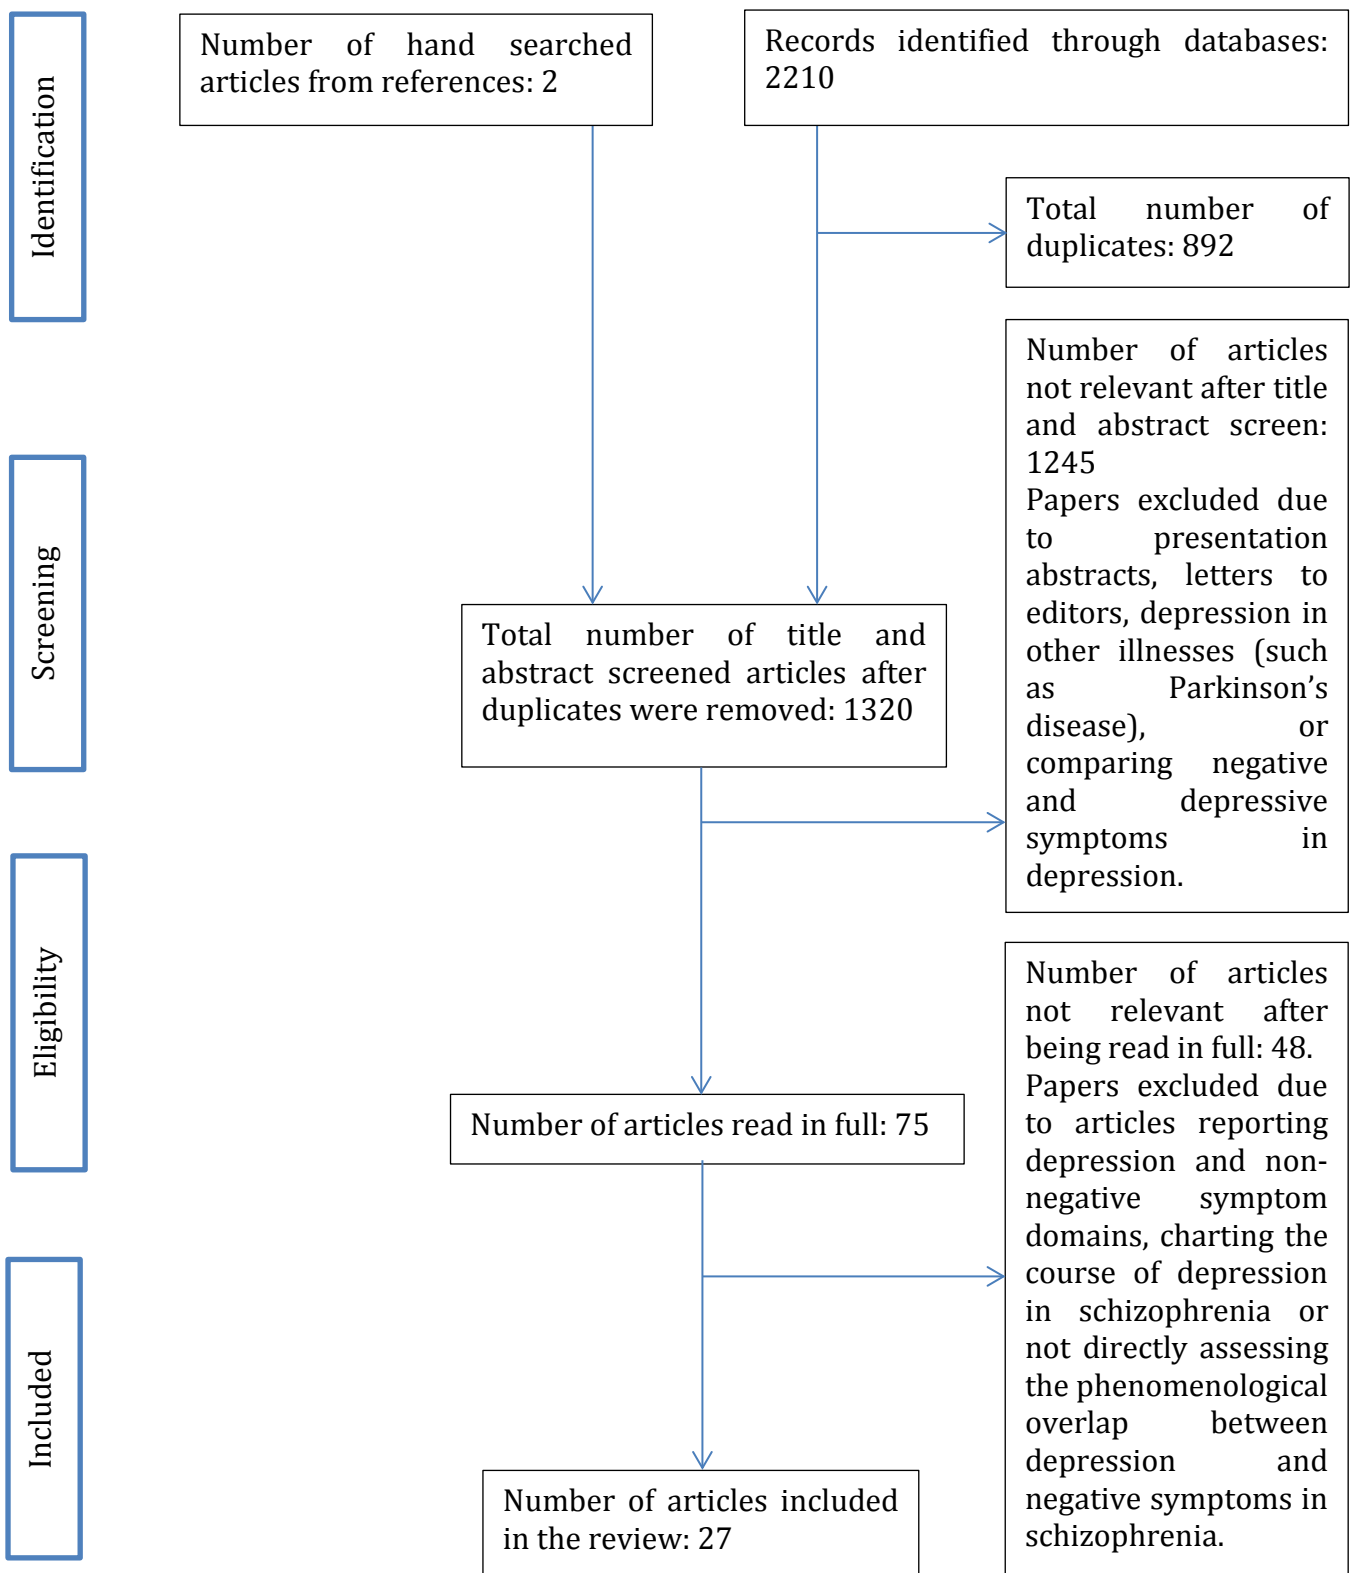 Identification
Number of hand searched
articles from references: 2
Records identified through databases:
2210
Total number of
duplicates: 892
Screening
Total number of title and
abstract screened articles after
duplicates were removed: 1320
Number of articles
not relevant after title
and abstract screen:
1245
Papers excluded due
to presentation
abstracts, letters to
editors, depression in
other illnesses (such
as Parkinson’s
disease), or
comparing negative
and depressive
symptoms in
depression.
Eligibility
Number of articles read in full: 75
Number of articles
not relevant after
being read in full: 48.
Papers excluded due
to articles reporting
depression and non-
negative symptom
domains, charting the
course of depression
in schizophrenia or
not directly assessing
the phenomenological
overlap between
depression and
negative symptoms in
schizophrenia.
Included
Number of articles included
in the review: 27